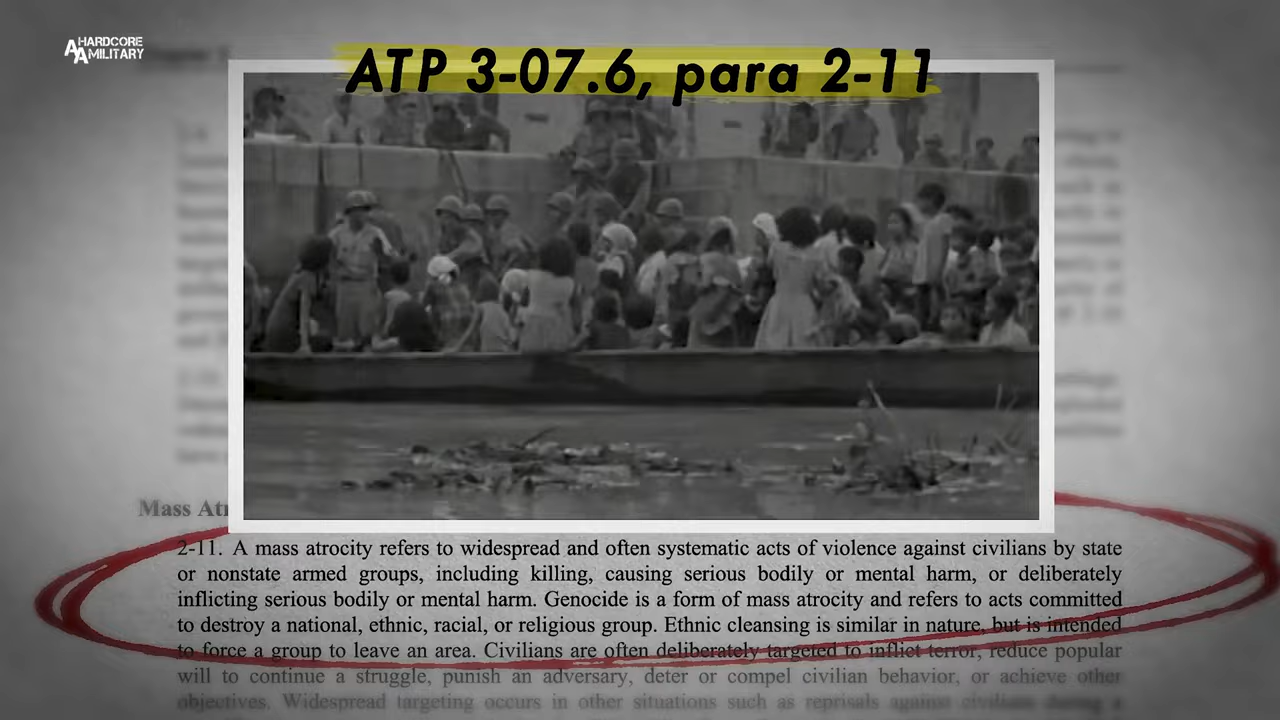 HARDCORE
MILITARY
ATP 3-07.6, para 2-11
Mass
2-11. A mass atrocity refers to widespread and often systematic acts of violence against civilians by state
or nonstate armed groups, including killing, causing serious bodily or mental harm, or deliberately
inflicting serious bodily or mental harm. Genocide is a form of mass atrocity and refers to acts committed
to destroy a national, ethnic, racial, or religious group. Ethnic cleansing is similar in nature, but is intended
to force a group to leave an area. Civilians are often deliberately targeted to inflict terror, reduce popular
will to continue a struggle, punish an adversary, deter or compel civilian behavior, or achieve other
objectives. Widespread targeting occurs in other situations such as reprisals against civilians during a